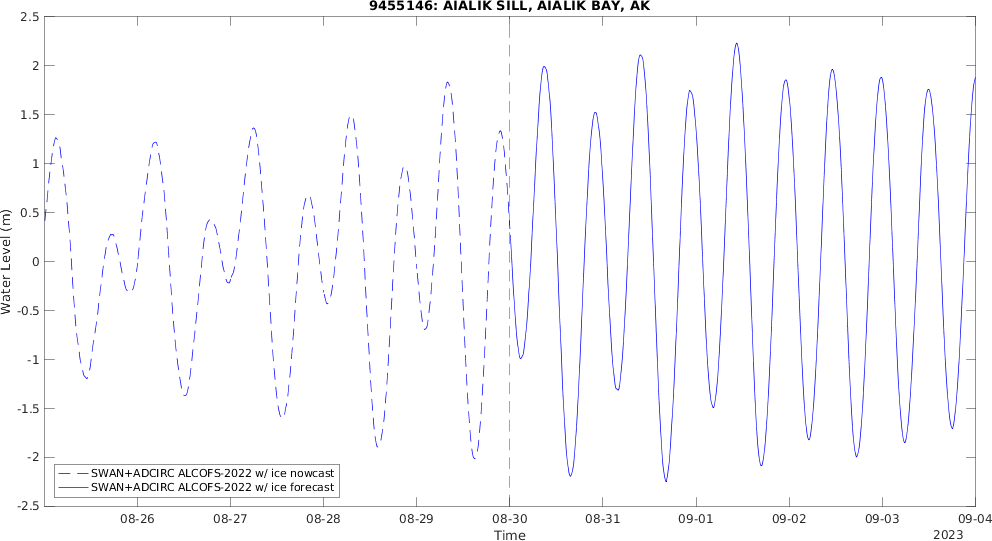 9455146: AIALIK SILL, AIALIK BAY, AK
2.5
2
1.5
1
0.5
0
-0.5
-1
-1.5
-2
-2.5
Water Level (m)
SWAN+ADCIRC ALCOFS-2022 w/ ice nowcast
SWAN+ADCIRC ALCOFS-2022 w/ ice forecast
08-26 08-27 08-28 08-29 08-30 08-31 09-01 09-02 09-03 09-04
Time
2023